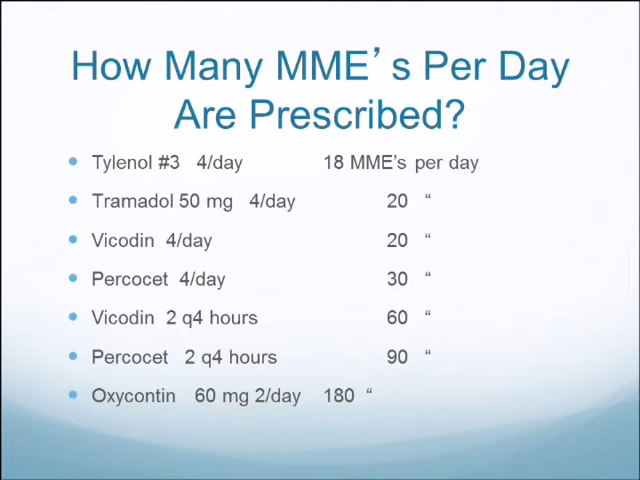 How Many MME’s Per Day
Are Prescribed?
• Tylenol #3 4/day 18 MME's per day
• Tramadol 50 mg 4/day 20 “
• Vicodin 4/day 20 “
• Percocet 4/day 30 “
• Vicodin 2 q4 hours 60 “
• Percocet 2 q4 hours 90 “
• Oxycontin 60 mg 2/day 180 “